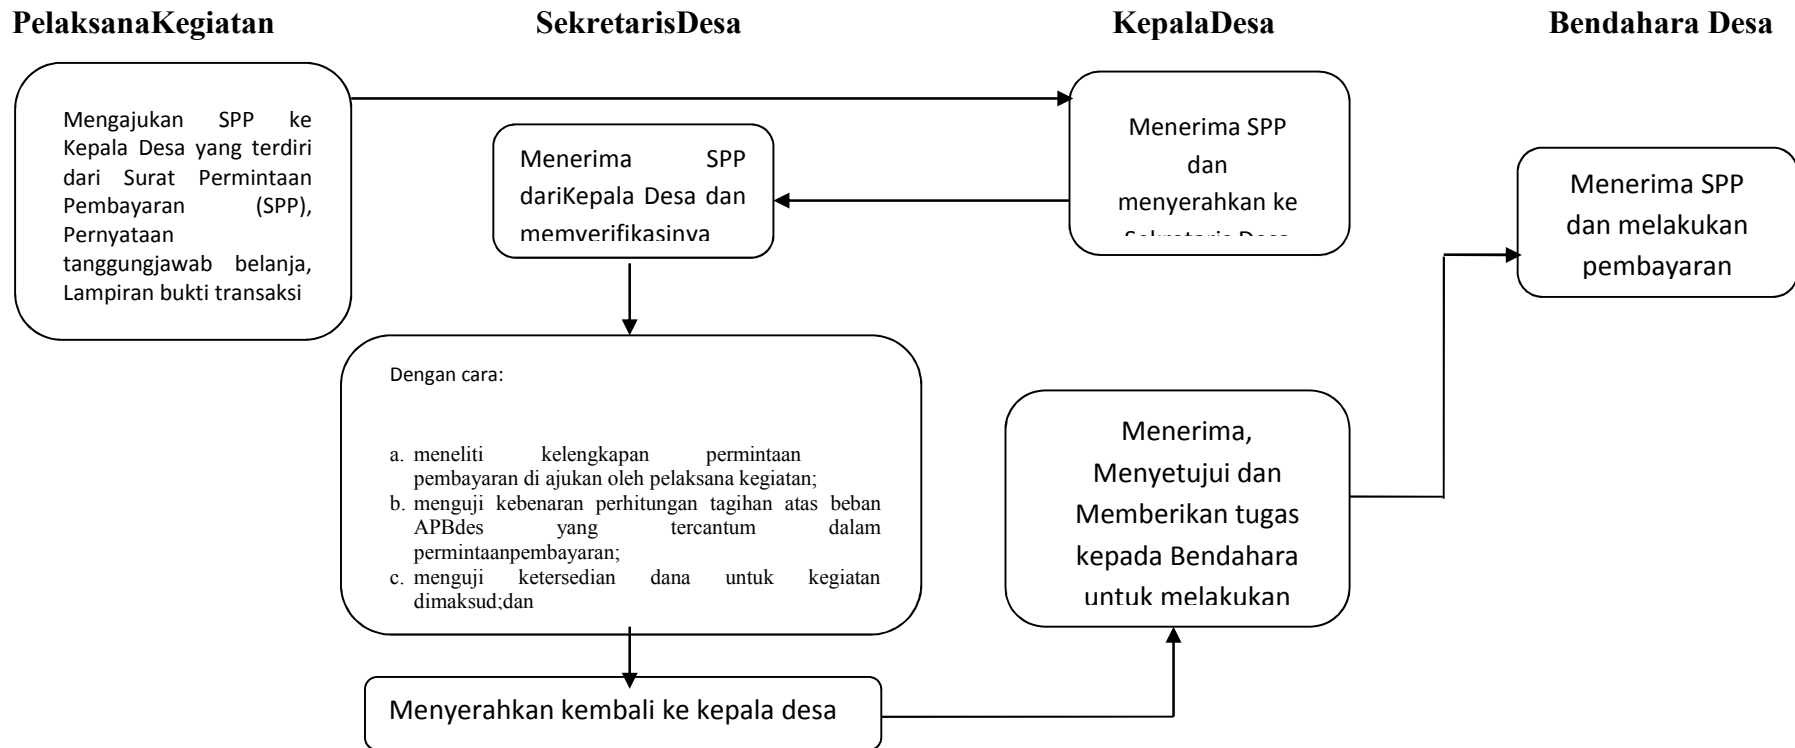 PelaksanaKegiatan
SekretarisDesa
KepalaDesa
Bendahara Desa
Mengajukan SPP ke
Kepala Desa yang terdiri
dari Surat Permintaan
Pembayaran (SPP),
Pernyataan
tanggungjawab belanja,
Lampiran bukti transaksi
Menerima SPP
dariKepala Desa dan
memverifikasinya
Menerima SPP
dan
menyerahkan ke
Sekretaris Desa
Menerima SPP
dan melakukan
pembayaran
Dengan cara:
a. meneliti kelengkapan permintaan
pembayaran di ajukan oleh pelaksana kegiatan;
b. menguji kebenaran perhitungan tagihan atas beban
APBdes yang tercantum dalam
permintaanpembayaran;
c. menguji ketersedian dana untuk kegiatan
dimaksud;dan
Menerima,
Menyetujui dan
Memberikan tugas
kepada Bendahara
untuk melakukan
Menyerahkan kembali ke kepala desa